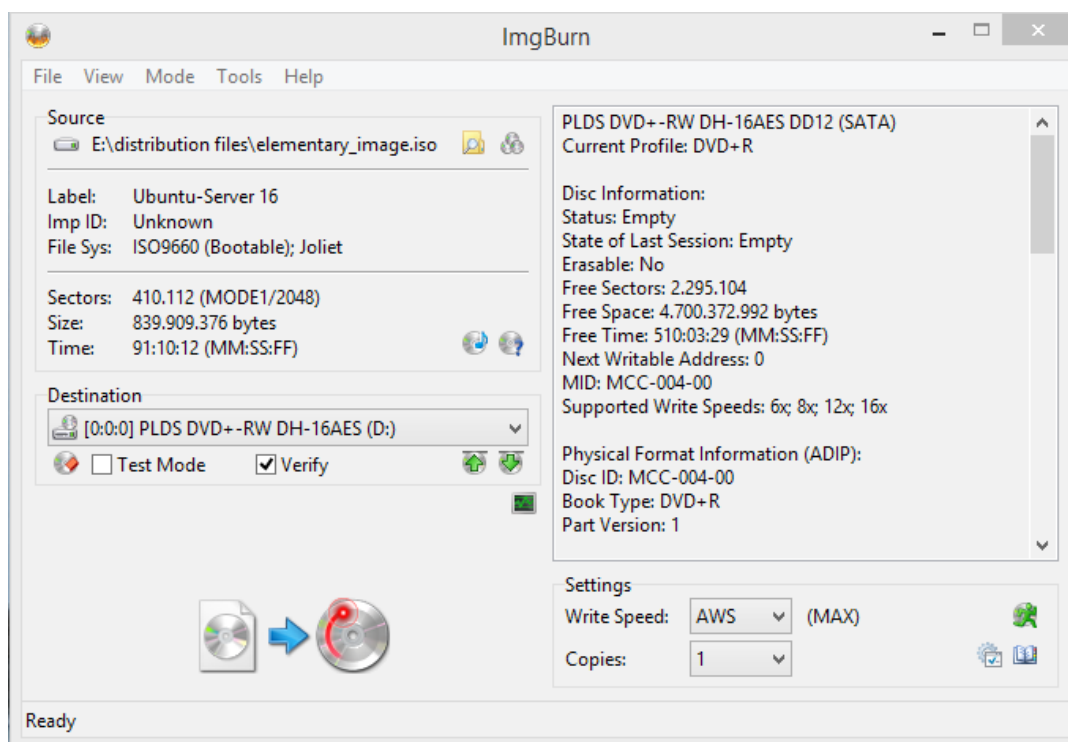 ImgBurn
File View Mode Tools Help
Source
E:\distribution files\elementary_image.iso
Label: Ubuntu-Server 16
Imp ID: Unknown
File Sys: ISO9660 (Bootable); Joliet
Sectors: 410.112 (MODE1/2048)
Size: 839.909.376 bytes
Time: 91:10:12 (MM:SS:FF)
Destination
[0:0:0] PLDS DVD+-RW DH-16AES (D:)
Test Mode Verify
PLDS DVD+-RW DH-16AES DD12 (SATA)
Current Profile: DVD+R
Disc Information:
Status: Empty
State of Last Session: Empty
Erasable: No
Free Sectors: 2.295.104
Free Space: 4.700.372.992 bytes
Free Time: 510:03:29 (MM:SS:FF)
Next Writable Address: 0
MID: MCC-004-00
Supported Write Speeds: 6x; 8x; 12x; 16x
Physical Format Information (ADIP):
Disc ID: MCC-004-00
Book Type: DVD+R
Part Version: 1
Settings
Write Speed: AWS (MAX)
Copies: 1
Ready